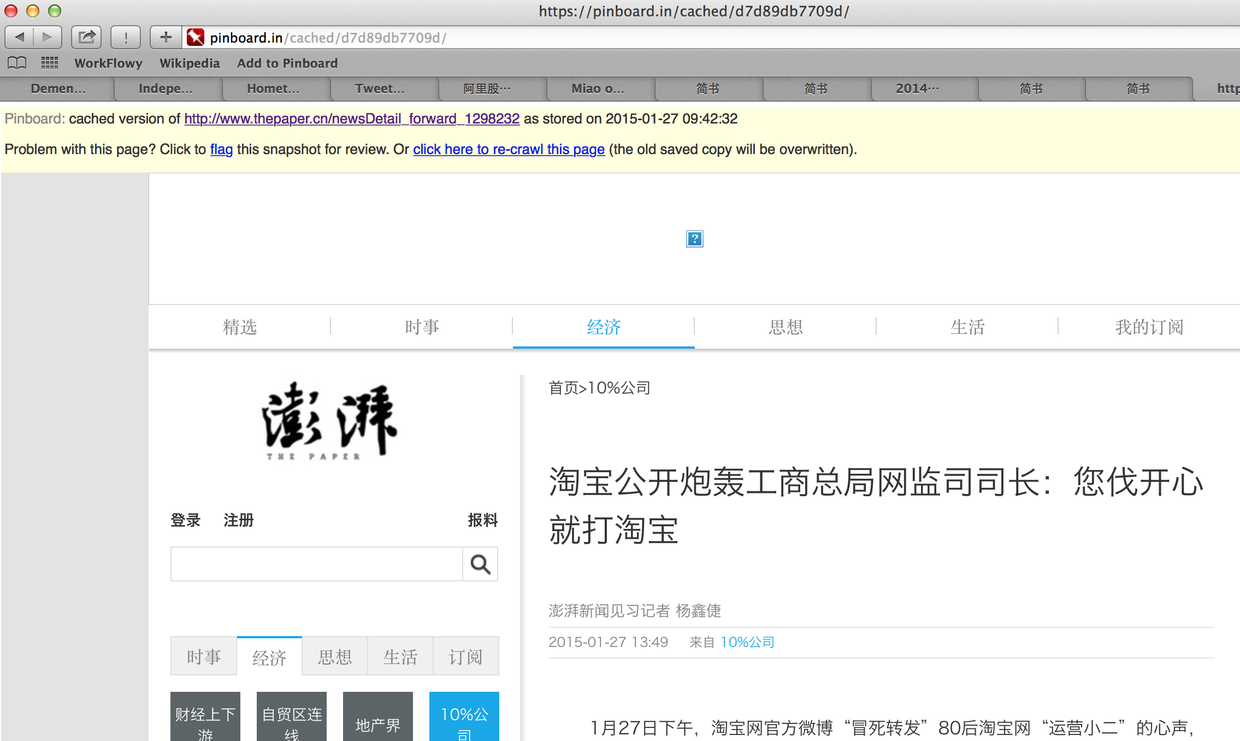 https://pinboard.in/cached/d7d89db7709d/
pinboard.in/cached/d7d89db7709d/
WorkFlowy Wikipedia Add to Pinboard
Demen... Indepe... Homet... Tweet... 阿里股… Miao o... 简书 简书 2014… 简书 简书 http
Pinboard: cached version of http://www.thepaper.cn/newsDetail_forward_1298232 as stored on 2015-01-27 09:42:32
Problem with this page? Click to flag this snapshot for review. Or click here to re-crawl this page (the old saved copy will be overwritten).
精选 时事 经济 思想 生活 我的订阅
澎湃
THE PAPER
登录 注册 报料
时事 经济 思想 生活 订阅
财经上下游
自贸区连线
地产界
10%公司
首页>10%公司
淘宝公开炮轰工商总局网监司司长：您伐开心
就打淘宝
澎湃新闻见习记者 杨鑫倢
2015-01-27 13:49 来自 10%公司
1月27日下午，淘宝网官方微博“冒死转发”80后淘宝网“运营小二”的心声，